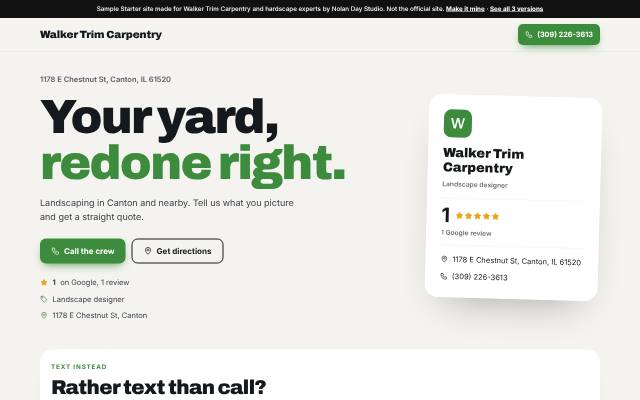 Sample Starter site made for Walker Trim Carpentry and hardscape experts by Nolan Day Studio. Not the official site. Make it mine · See all 3 versions
Walker Trim Carpentry
(309) 226-3613
1178 E Chestnut St, Canton, IL 61520
Your yard,
redone right.
Landscaping in Canton and nearby. Tell us what you picture
and get a straight quote.
Call the crew
Get directions
1 on Google, 1 review
Landscape designer
1178 E Chestnut St, Canton
W
Walker Trim
Carpentry
Landscape designer
1
1 Google review
1178 E Chestnut St, Canton, IL 61520
(309) 226-3613
TEXT INSTEAD
Rather text than call?